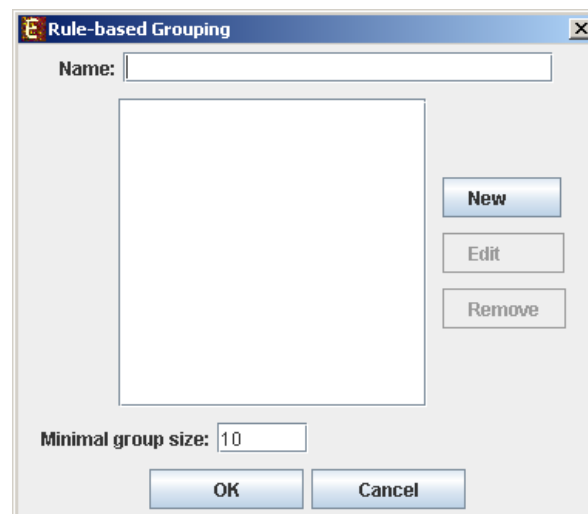 E Rule-based Grouping
Name:
New
Edit
Remove
Minimal group size: 10
OK Cancel